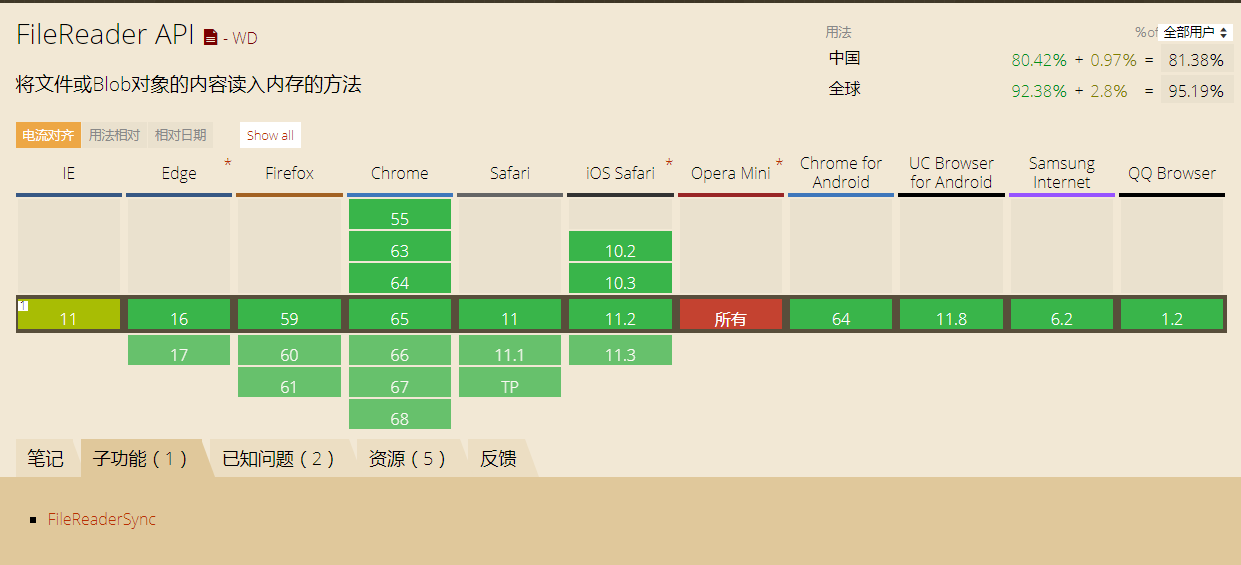 FileReader API - WD
将文件或Blob对象的内容读入内存的方法
用法 %of 全部用户
中国 80.42% + 0.97% = 81.38%
全球 92.38% + 2.8% = 95.19%
电流对齐 用法相对 相对日期 Show all
IE Edge * Firefox Chrome Safari iOS Safari * Opera Mini * Chrome for Android UC Browser for Android Samsung Internet QQ Browser
55
63 10.2
64 10.3
1 11 16 59 65 11 11.2 所有 64 11.8 6.2 1.2
17 60 66 11.1 11.3
61 67 TP
68
笔记 子功能（1） 已知问题（2） 资源（5） 反馈
FileReaderSync